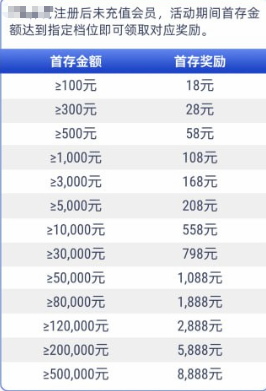 注册后未充值会员，活动期间首存金
额达到指定档位即可领取对应奖励。
首存金额 首存奖励
≥100元 18元
≥300元 28元
≥500元 58元
≥1,000元 108元
≥3,000元 168元
≥5,000元 208元
≥10,000元 558元
≥30,000元 798元
≥50,000元 1,088元
≥80,000元 1,888元
≥120,000元 2,888元
≥200,000元 5,888元
≥500,000元 8,888元